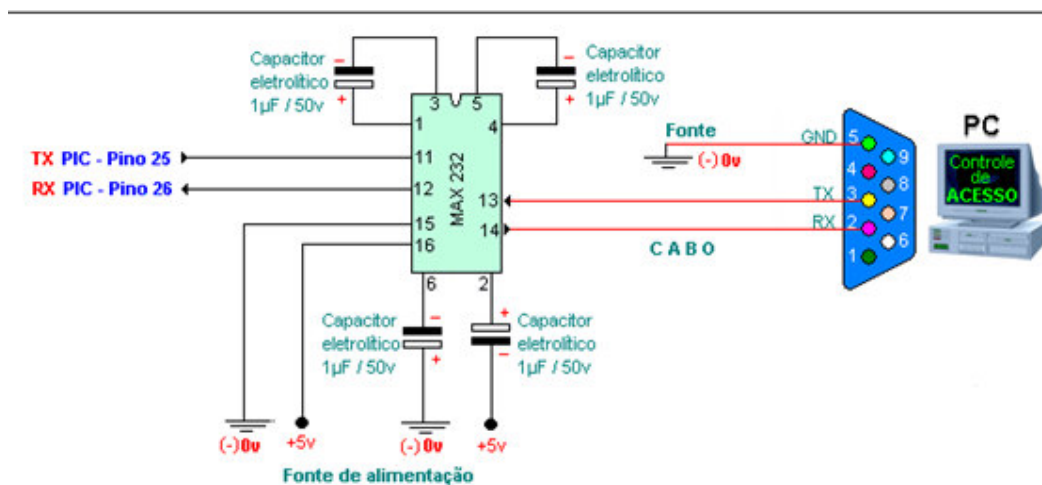 Capacitor
eletrolítico
1µF / 50v
−
+
3
5
1
4
−
+
Capacitor
eletrolítico
1µF / 50v
TX PIC - Pino 25
RX PIC - Pino 26
11
12
13
14
15
16
6
2
MAX 232
Fonte
(-)0v
GND
TX
RX
CABO
5
4
3
2
1
9
8
7
6
PC
Controle
de
ACESSO
Capacitor
eletrolítico
1µF / 50v
−
+
+
−
Capacitor
eletrolítico
1µF / 50v
(-)0v
+5v
(-)0v
+5v
Fonte de alimentação